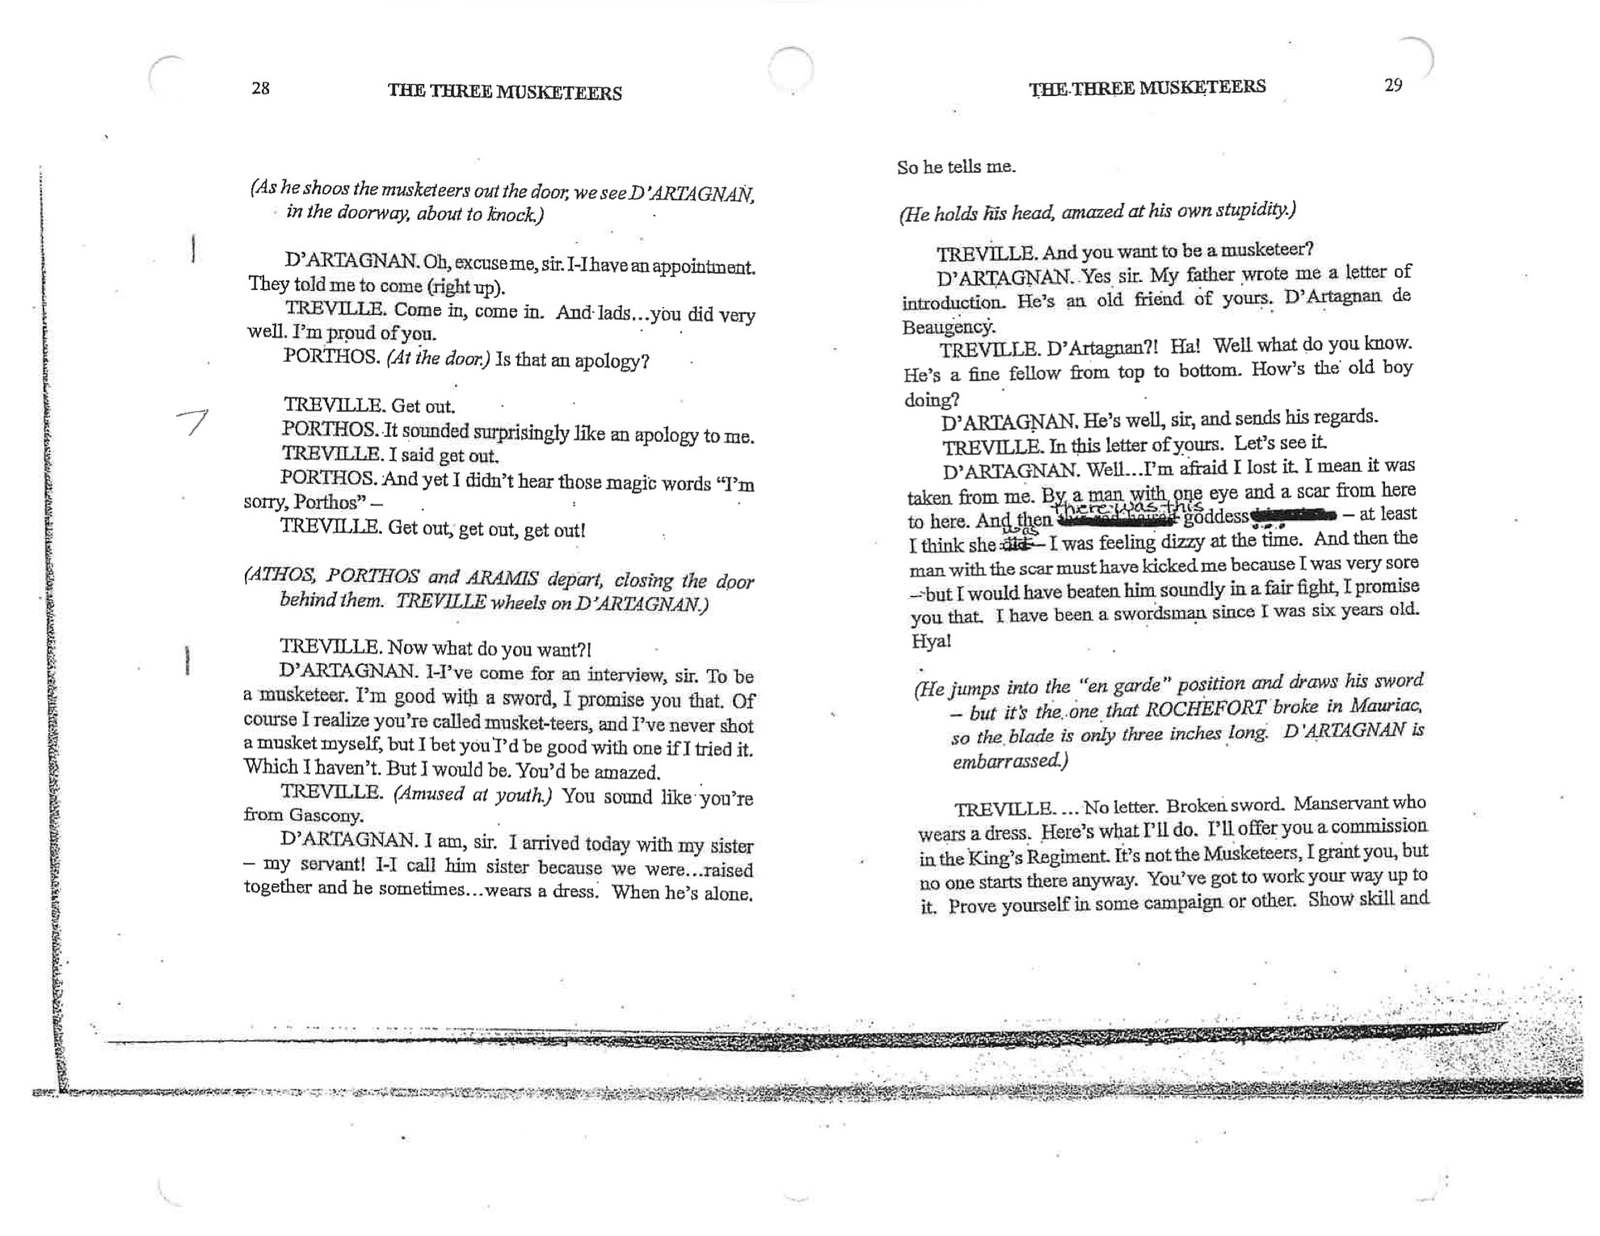 28 THE THREE MUSKETEERS
(As he shoos the musketeers out the door, we see D'ARTAGNAN,
in the doorway, about to knock.)
D'ARTAGNAN. Oh, excuse me, sir. I-I have an appointment.
They told me to come (right up).
TREVILLE. Come in, come in. And lads...you did very
well. I'm proud of you.
PORTHOS. (At the door.) Is that an apology?
TREVILLE. Get out.
PORTHOS. It sounded surprisingly like an apology to me.
TREVILLE. I said get out.
PORTHOS. And yet I didn't hear those magic words “I'm
sorry, Porthos” –
TREVILLE. Get out, get out, get out!
(ATHOS, PORTHOS and ARAMIS depart, closing the door
behind them. TREVILLE wheels on D'ARTAGNAN.)
TREVILLE. Now what do you want?!
D'ARTAGNAN. I-I've come for an interview, sir. To be
a musketeer. I'm good with a sword, I promise you that. Of
course I realize you're called musket-teers, and I've never shot
a musket myself, but I bet you I'd be good with one if I tried it.
Which I haven't. But I would be. You'd be amazed.
TREVILLE. (Amused at youth.) You sound like you're
from Gascony.
D'ARTAGNAN. I am, sir. I arrived today with my sister
– my servant! I-I call him sister because we were...raised
together and he sometimes...wears a dress. When he's alone.
THE THREE MUSKETEERS 29
So he tells me.
(He holds his head, amazed at his own stupidity.)
TREVILLE. And you want to be a musketeer?
D'ARTAGNAN. Yes sir. My father wrote me a letter of
introduction. He's an old friend of yours. D'Artagnan de
Beaugency.
TREVILLE. D'Artagnan?! Ha! Well what do you know.
He's a fine fellow from top to bottom. How's the old boy
doing?
D'ARTAGNAN. He's well, sir, and sends his regards.
TREVILLE. In this letter of yours. Let's see it.
D'ARTAGNAN. Well...I'm afraid I lost it. I mean it was
taken from me. By a man with one eye and a scar from here
to here. And then there was this goddess – at least
I think she was – I was feeling dizzy at the time. And then the
man with the scar must have kicked me because I was very sore
– but I would have beaten him soundly in a fair fight, I promise
you that. I have been a swordsman since I was six years old.
Hya!
(He jumps into the “en garde” position and draws his sword
– but it's the one that ROCHEFORT broke in Mauriac,
so the blade is only three inches long. D'ARTAGNAN is
embarrassed.)
TREVILLE. ... No letter. Broken sword. Manservant who
wears a dress. Here's what I'll do. I'll offer you a commission
in the King's Regiment. It's not the Musketeers, I grant you, but
no one starts there anyway. You've got to work your way up to
it. Prove yourself in some campaign or other. Show skill and